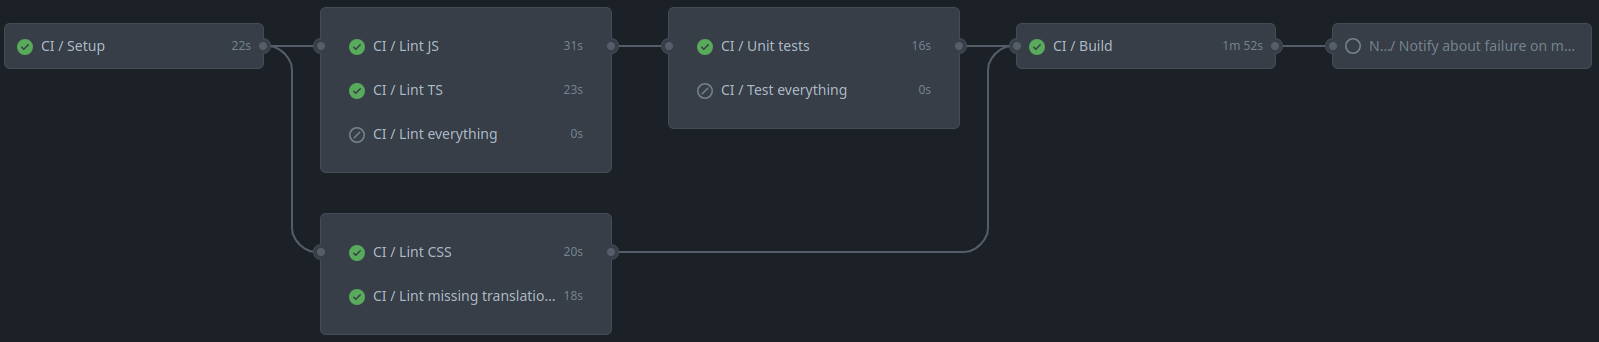 CI / Setup 22s
CI / Lint JS 31s
CI / Lint TS 23s
CI / Lint everything 0s
CI / Lint CSS 20s
CI / Lint missing translatio... 18s
CI / Unit tests 16s
CI / Test everything 0s
CI / Build 1m 52s
N.../ Notify about failure on m...